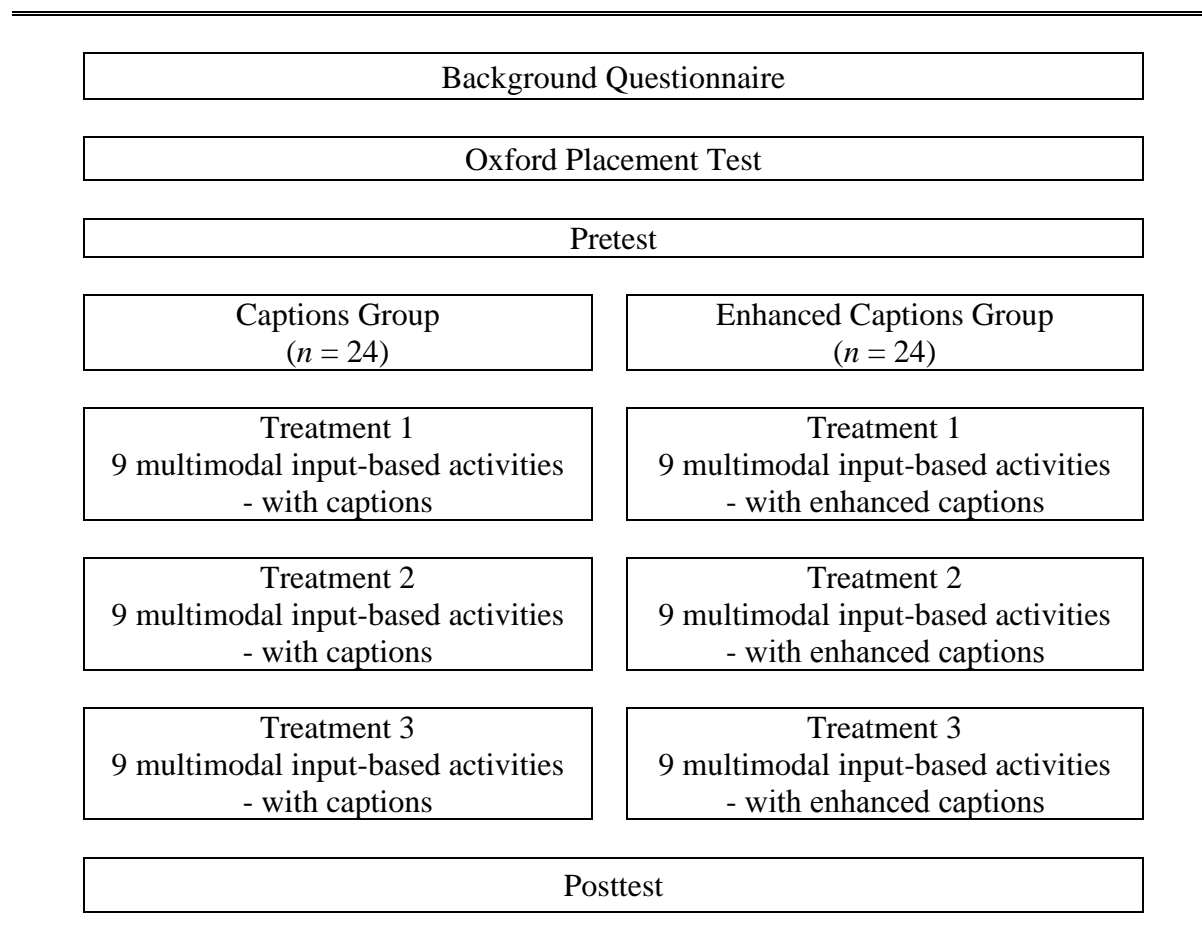 Background Questionnaire
Oxford Placement Test
Pretest
Captions Group
(n = 24)
Enhanced Captions Group
(n = 24)
Treatment 1
9 multimodal input-based activities
- with captions
Treatment 1
9 multimodal input-based activities
- with enhanced captions
Treatment 2
9 multimodal input-based activities
- with captions
Treatment 2
9 multimodal input-based activities
- with enhanced captions
Treatment 3
9 multimodal input-based activities
- with captions
Treatment 3
9 multimodal input-based activities
- with enhanced captions
Posttest